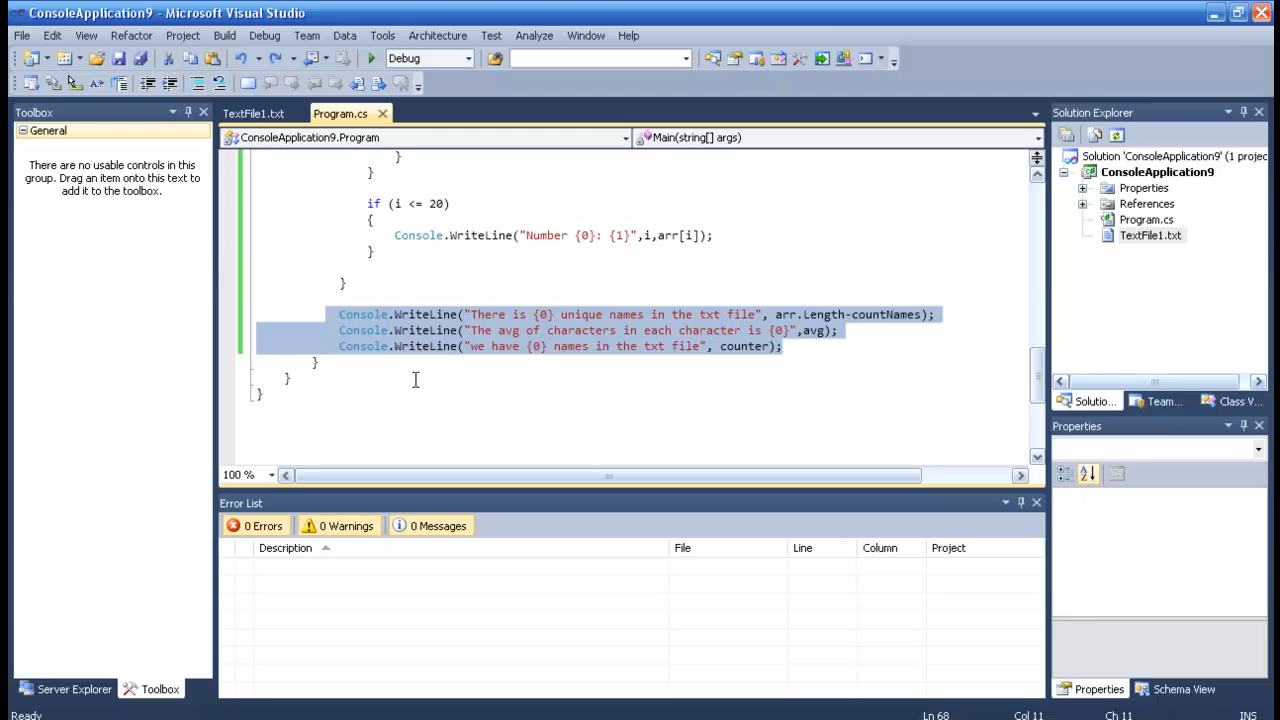 ConsoleApplication9 - Microsoft Visual Studio
File Edit View Refactor Project Build Debug Team Data Tools Architecture Test Analyze Window Help
Debug
Toolbox
General
There are no usable controls in this
group. Drag an item onto this text to
add it to the toolbox.
Server Explorer Toolbox
TextFile1.txt Program.cs
ConsoleApplication9.Program Main(string[] args)
}
}
if (i <= 20)
{
Console.WriteLine("Number {0}: {1}",i,arr[i]);
}
}
Console.WriteLine("There is {0} unique names in the txt file", arr.Length-countNames);
Console.WriteLine("The avg of characters in each character is {0}",avg);
Console.WriteLine("we have {0} names in the txt file", counter);
}
}
}
100 %
Error List
0 Errors 0 Warnings 0 Messages
Description File Line Column Project
Solution Explorer
Solution 'ConsoleApplication9' (1 projec
ConsoleApplication9
Properties
References
Program.cs
TextFile1.txt
Solutio... Team... Class V...
Properties
Properties Schema View
Ready Ln 68 Col 11 Ch 11 INS